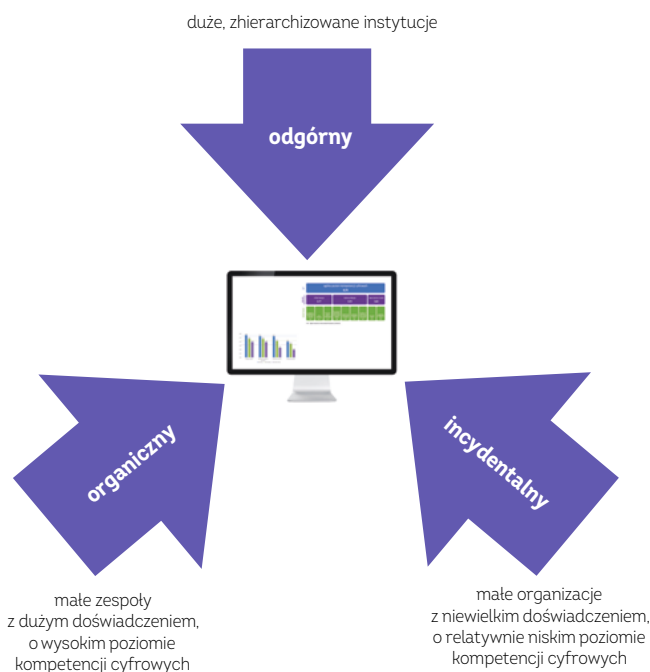 duże, zhierarchizowane instytucje
odgórny
organiczny
incydentalny
małe zespoły
z dużym doświadczeniem,
o wysokim poziomie
kompetencji cyfrowych
małe organizacje
z niewielkim doświadczeniem,
o relatywnie niskim poziomie
kompetencji cyfrowych